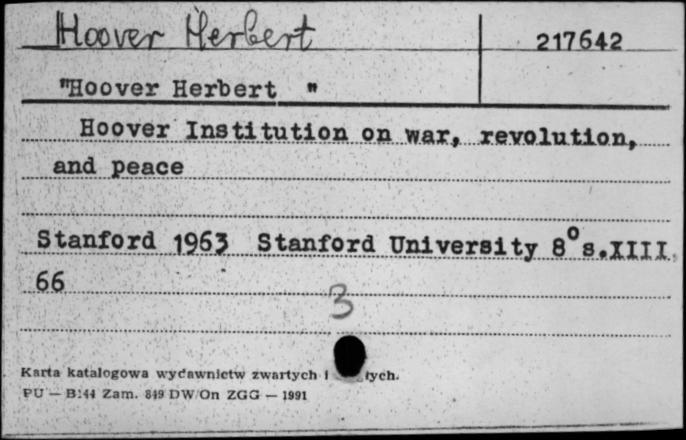 Hoover Herbert
217642
"Hoover Herbert "
Hoover Institution on war, revolution,
and peace
Stanford 1963 Stanford University 8° s.XIII,
66
3
Karta katalogowa wydawnictw zwartych i tych.
PU — B:44 Zam. 849 DW/On ZGG — 1991